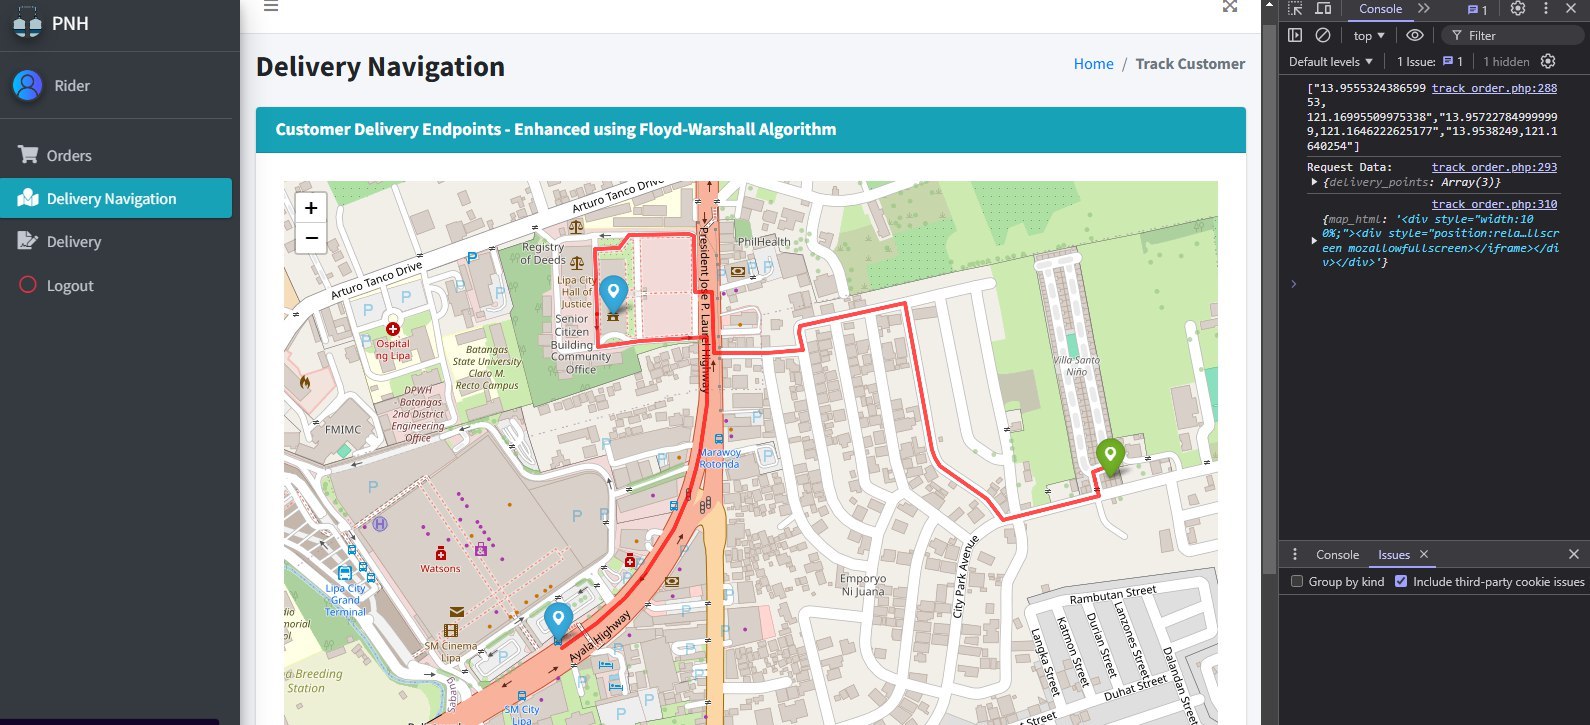 PNH
Rider
Orders
Delivery Navigation
Delivery
Logout
Delivery Navigation
Home / Track Customer
Customer Delivery Endpoints - Enhanced using Floyd-Warshall Algorithm
+
−
Arturo Tanco Drive
Arturo Tanco Drive
Registry
of Deeds
Lipa City
Hall of
Justice
Senior
Citizen
Building
Community
Office
PhilHealth
President Jose P. Laurel Highway
Ospital
ng Lipa
Batangas
State University
Claro M.
Recto Campus
DPWH
- Batangas
2nd District
Engineering
Office
FMIMC
Villa Santo
Niño
Marawoy
Rotonda
Watsons
Lipa City
Grand
Terminal
SM Cinema
Lipa
Ayala Highway
Emporyo
Ni Juana
City Park Avenue
Rambutan Street
Langka Street
Katmon Street
Durian Street
Lanzones Street
Dalandan Street
Duhat Street
Street
a Breeding
Station
Sabang
SM City
Lipa
Console
1
top
Filter
Default levels
1 Issue: 1
1 hidden
["13.9555324386599 track order.php:288
53,
121.16995509975338","13.95722784999999
9,121.1646222625177","13.9538249,121.1
640254"]
Request Data: track order.php:293
{delivery_points: Array(3)}
track order.php:310
{map_html: '<div style="width:10
0%;"><div style="position:rela…llscr
een mozallowfullscreen></iframe></di
v></div>'}
Console
Issues
Group by kind
Include third-party cookie issues